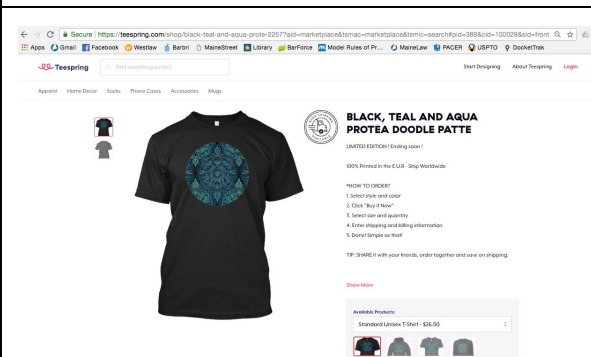 Secure | https://teespring.com/shop/black-teal-and-aqua-prote-2257?aid=marketplace&tsmac=marketplace&tsmic=search#pid=389&cid=100029&sid=front
Apps Gmail Facebook Westlaw Barbri MaineStreet Library BarForce Model Rules of Pr... MaineLaw PACER USPTO DocketTrak
Teespring Find something perfect Start Designing About Teespring Login
Apparel Home Decor Socks Phone Cases Accessories Mugs
BLACK, TEAL AND AQUA
PROTEA DOODLE PATTE
LIMITED EDITION ! Ending soon !
100% Printed in the E.U.R - Ship Worldwide
*HOW TO ORDER?
1. Select style and color
2. Click "Buy it Now"
3. Select size and quantity
4. Enter shipping and billing information
5. Done! Simple as that!
TIP: SHARE it with your friends, order together and save on shipping.
Show More
Available Products:
Standard Unisex T-Shirt - $26.50